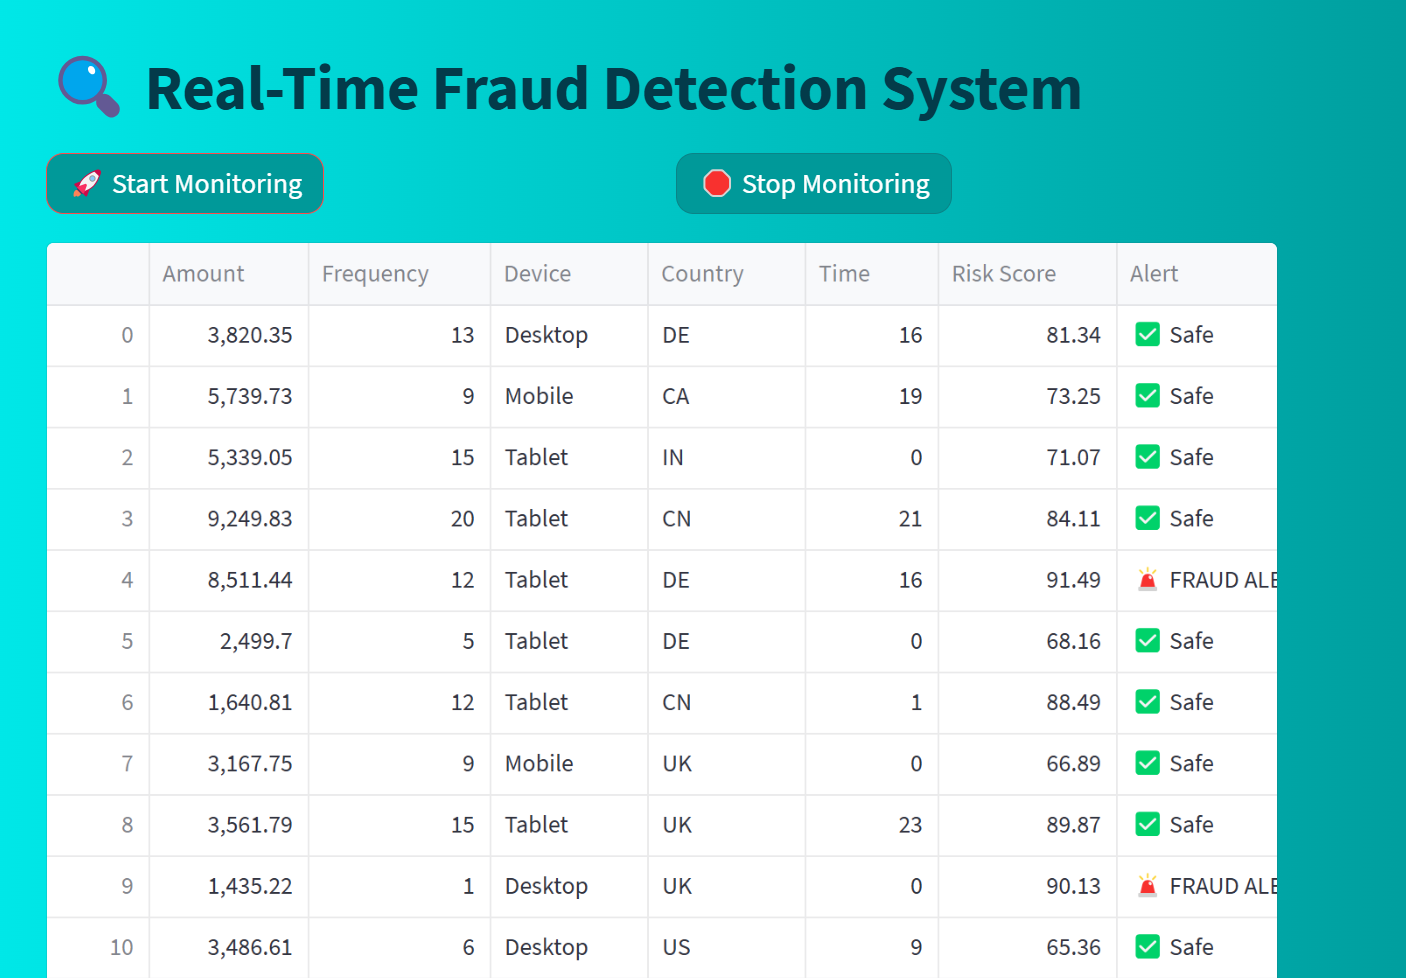 Real-Time Fraud Detection System
Start Monitoring
Stop Monitoring
Amount Frequency Device Country Time Risk Score Alert
0 3,820.35 13 Desktop DE 16 81.34 Safe
1 5,739.73 9 Mobile CA 19 73.25 Safe
2 5,339.05 15 Tablet IN 0 71.07 Safe
3 9,249.83 20 Tablet CN 21 84.11 Safe
4 8,511.44 12 Tablet DE 16 91.49 FRAUD ALE
5 2,499.7 5 Tablet DE 0 68.16 Safe
6 1,640.81 12 Tablet CN 1 88.49 Safe
7 3,167.75 9 Mobile UK 0 66.89 Safe
8 3,561.79 15 Tablet UK 23 89.87 Safe
9 1,435.22 1 Desktop UK 0 90.13 FRAUD ALE
10 3,486.61 6 Desktop US 9 65.36 Safe